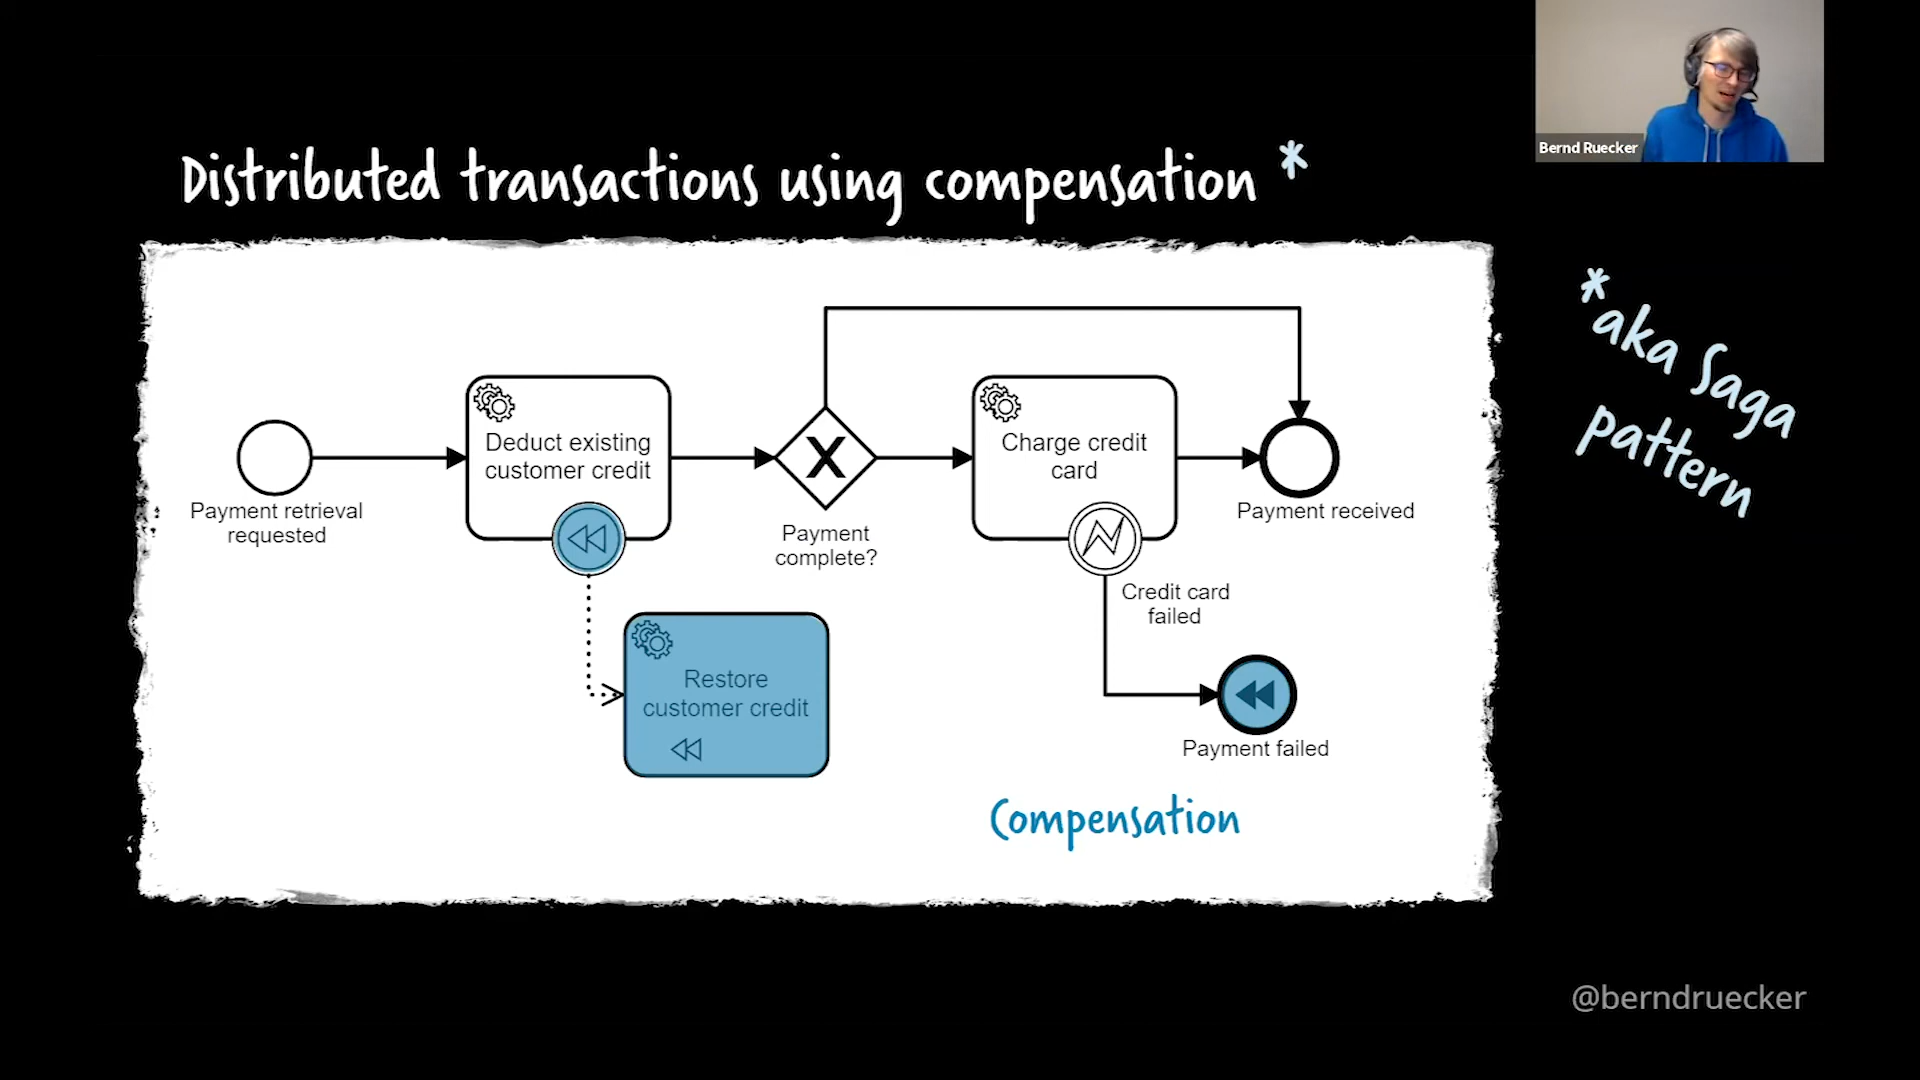 Bernd Ruecker
Distributed transactions using compensation *
*aka Saga
pattern
Deduct existing
customer credit
X
Charge credit
card
Payment retrieval
requested
Payment
complete?
Payment received
Credit card
failed
Restore
customer credit
Payment failed
Compensation
@berndruecker